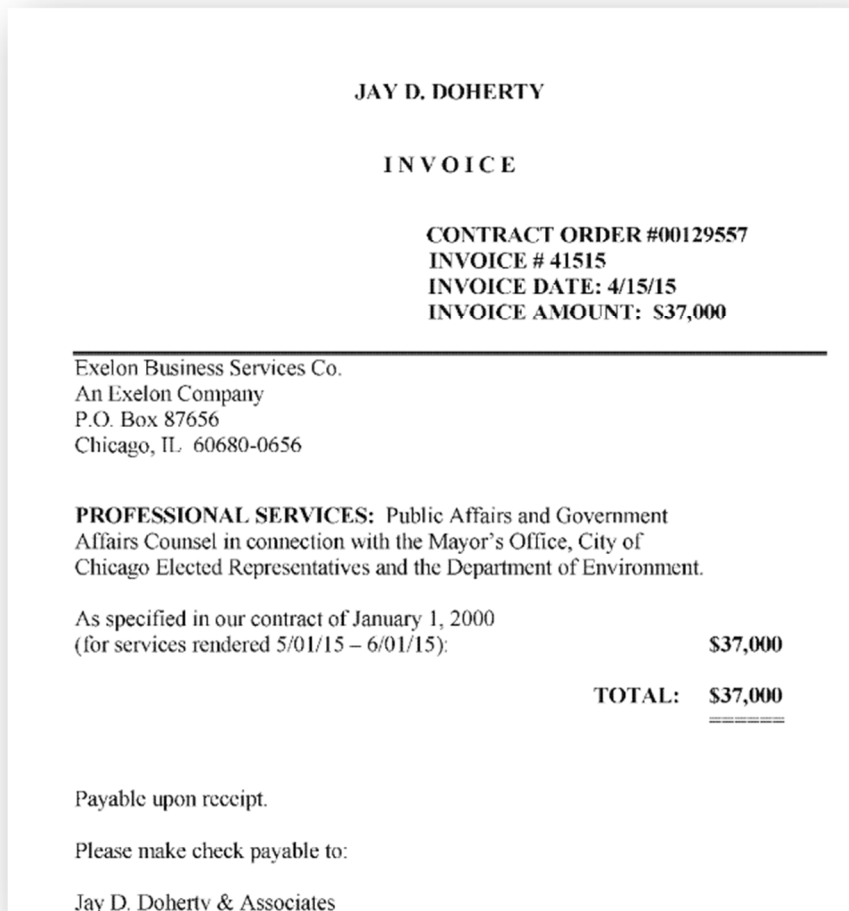 JAY D. DOHERTY
I N V O I C E
CONTRACT ORDER #00129557
INVOICE # 41515
INVOICE DATE: 4/15/15
INVOICE AMOUNT: $37,000
Exelon Business Services Co.
An Exelon Company
P.O. Box 87656
Chicago, IL 60680-0656
PROFESSIONAL SERVICES: Public Affairs and Government
Affairs Counsel in connection with the Mayor's Office, City of
Chicago Elected Representatives and the Department of Environment.
As specified in our contract of January 1, 2000
(for services rendered 5/01/15 – 6/01/15): $37,000
TOTAL: $37,000
======
Payable upon receipt.
Please make check payable to:
Jay D. Doherty & Associates